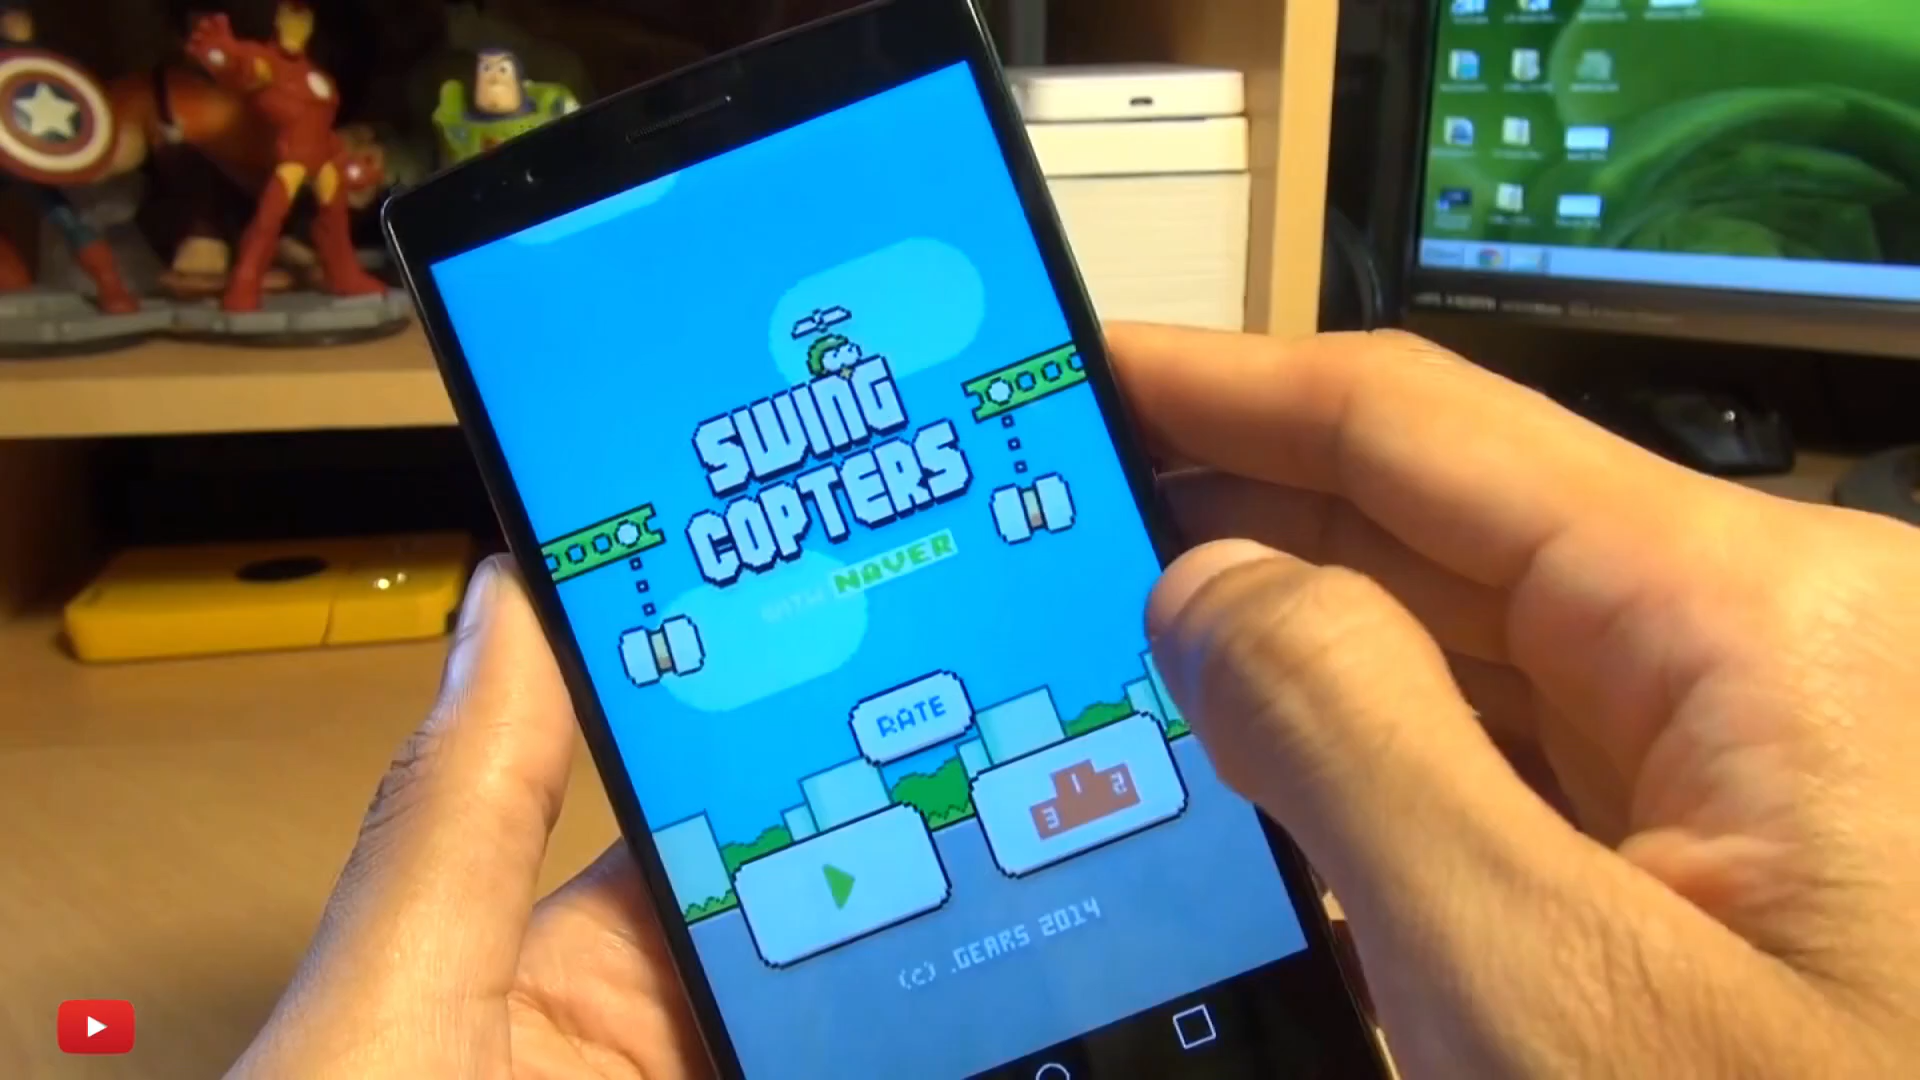 SWING
COPTERS
WITH NAVER
RATE
1
2
3
(C) .GEARS 2014